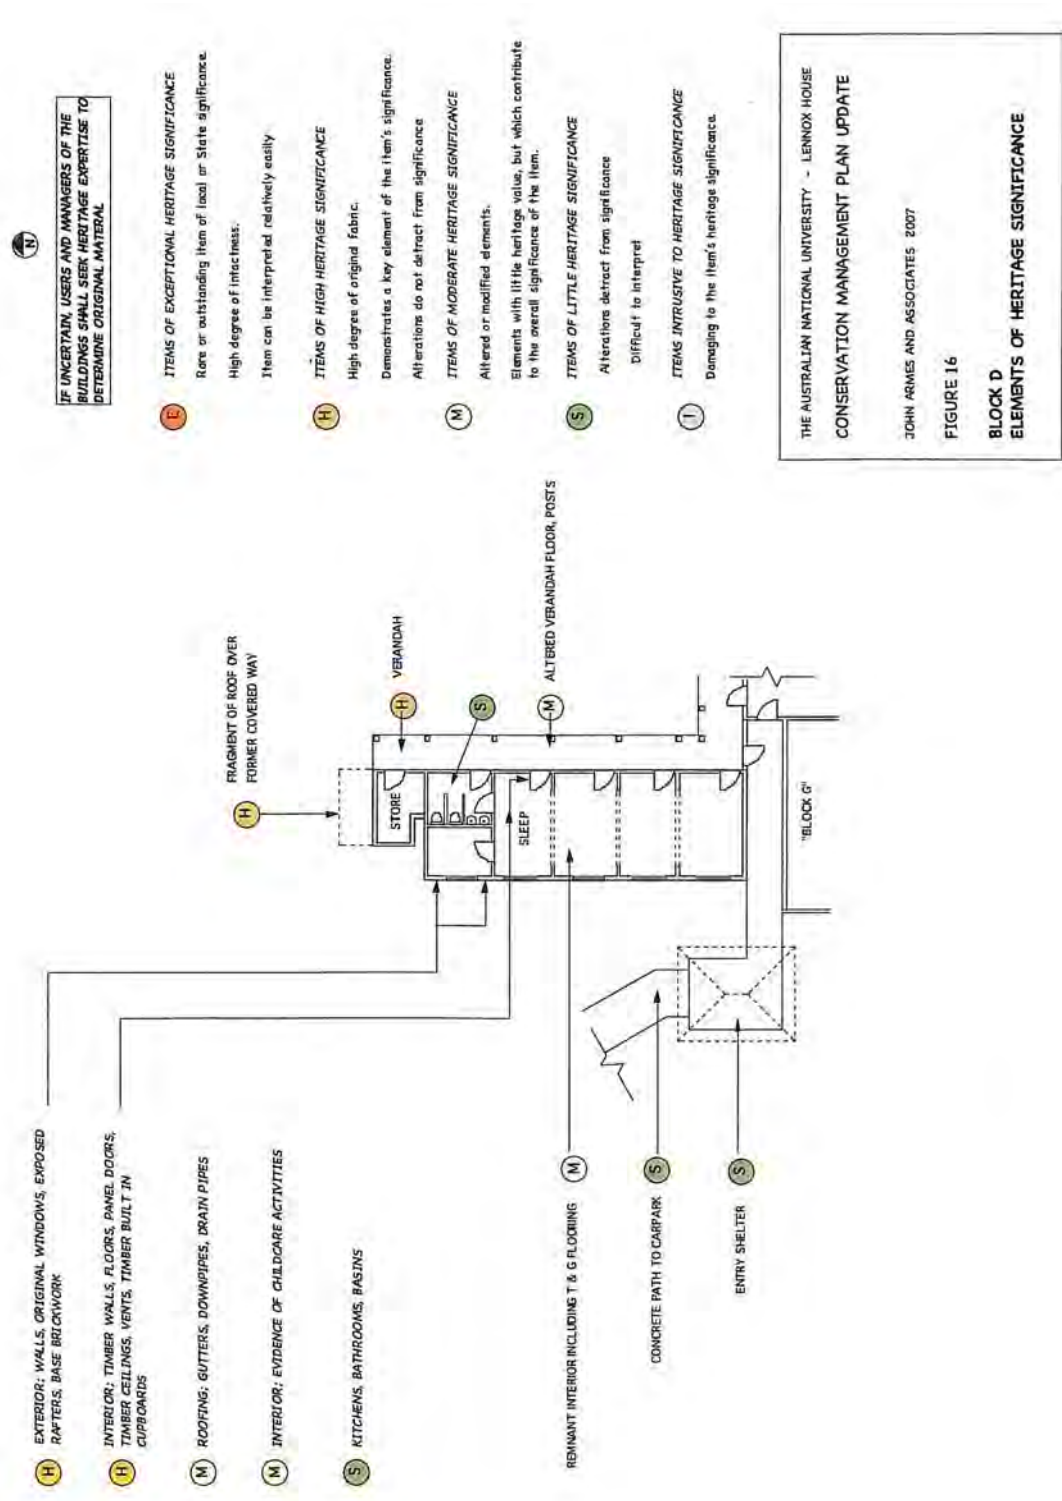 EXTERIOR; WALLS, ORIGINAL WINDOWS, EXPOSED
RAFTERS, BASE BRICKWORK
H
INTERIOR; TIMBER WALLS, FLOORS, PANEL DOORS,
TIMBER CEILINGS, VENTS, TIMBER BUILT IN
CUPBOARDS
H
ROOFING; GUTTERS, DOWNPIPES, DRAIN PIPES
M
INTERIOR; EVIDENCE OF CHILDCARE ACTIVITIES
M
KITCHENS, BATHROOMS, BASINS
S
FRAGMENT OF ROOF OVER
FORMER COVERED WAY
H
VERANDAH
H
S
STORE
SLEEP
M
ALTERED VERANDAH FLOOR, POSTS
REMNANT INTERIOR INCLUDING T & G FLOORING
M
CONCRETE PATH TO CARPARK
S
ENTRY SHELTER
S
"BLOCK G"
N
IF UNCERTAIN, USERS AND MANAGERS OF THE
BUILDINGS SHALL SEEK HERITAGE EXPERTISE TO
DETERMINE ORIGINAL MATERIAL
E
ITEMS OF EXCEPTIONAL HERITAGE SIGNIFICANCE
Rare or outstanding item of local or State significance.
High degree of intactness.
Item can be interpreted relatively easily
H
ITEMS OF HIGH HERITAGE SIGNIFICANCE
High degree of original fabric.
Demonstrates a key element of the item's significance.
Alterations do not detract from significance
M
ITEMS OF MODERATE HERITAGE SIGNIFICANCE
Altered or modified elements.
Elements with little heritage value, but which contribute
to the overall significance of the item.
S
ITEMS OF LITTLE HERITAGE SIGNIFICANCE
Alterations detract from significance
Difficult to interpret
I
ITEMS INTRUSIVE TO HERITAGE SIGNIFICANCE
Damaging to the item's heritage significance.
THE AUSTRALIAN NATIONAL UNIVERSITY - LENNOX HOUSE
CONSERVATION MANAGEMENT PLAN UPDATE
JOHN ARMES AND ASSOCIATES 2007
FIGURE 16
BLOCK D
ELEMENTS OF HERITAGE SIGNIFICANCE